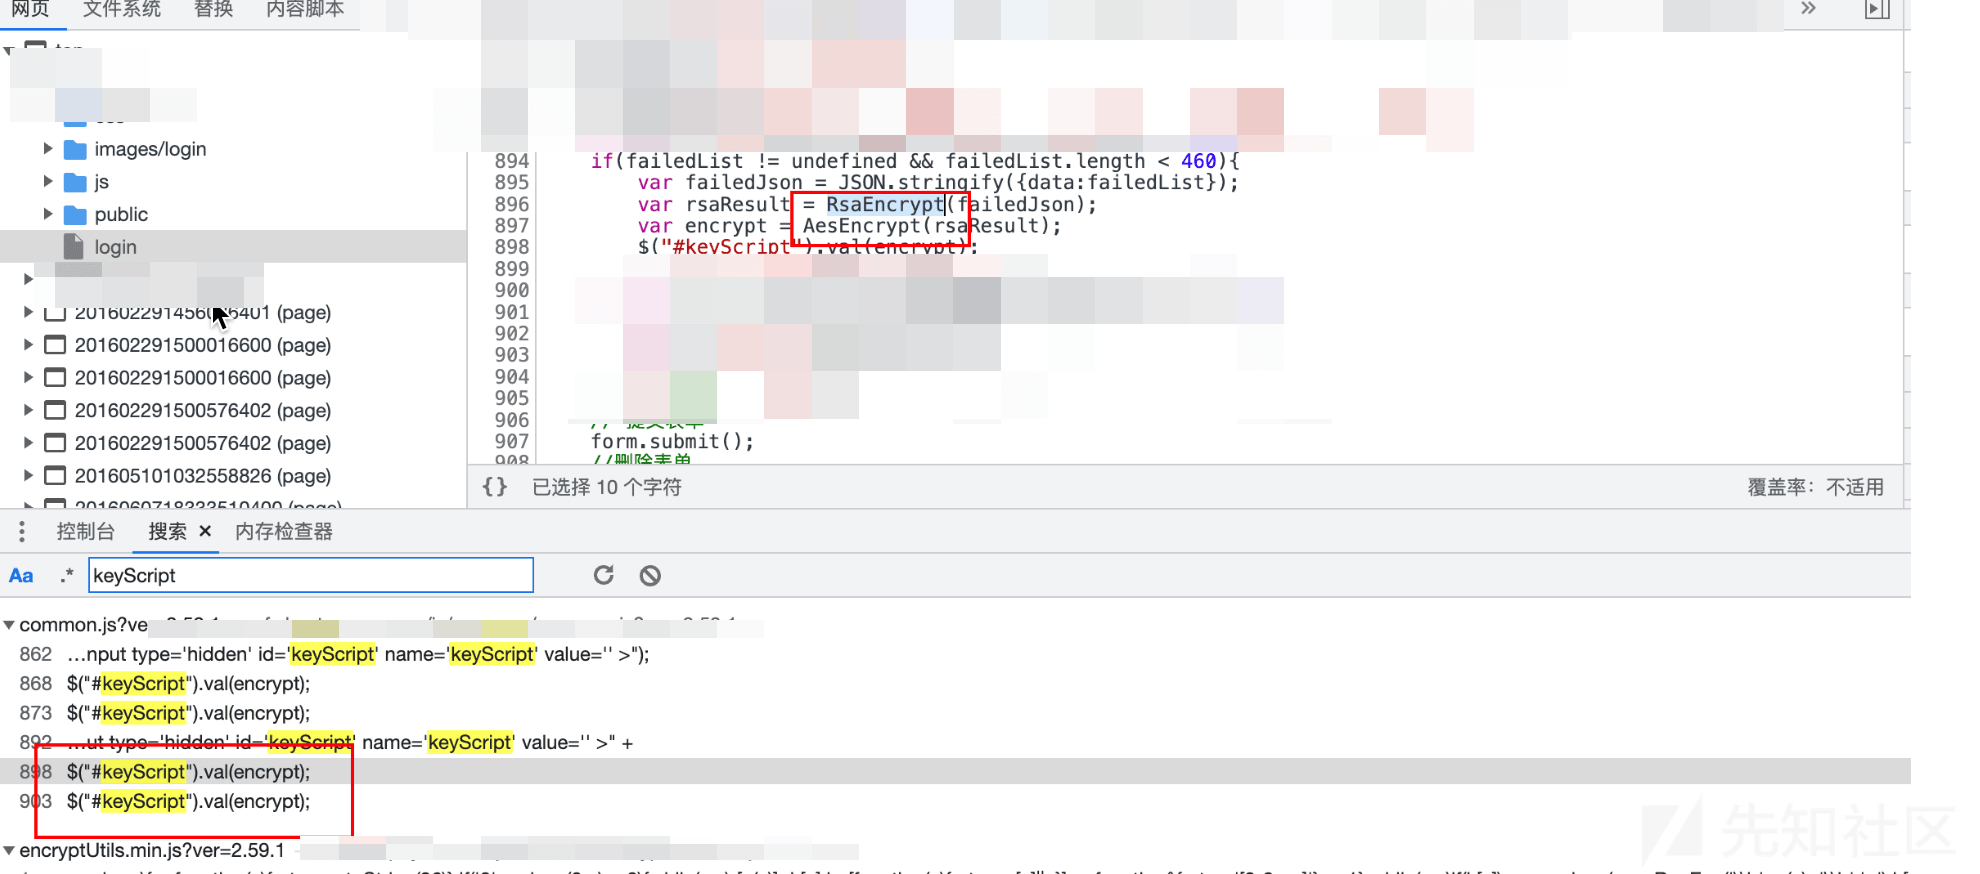 网页 文件系统 替换 内容脚本
images/login
js
public
login
201602291500016600 (page)
201602291500016600 (page)
201602291500576402 (page)
201602291500576402 (page)
201605101032558826 (page)
894 if(failedList != undefined && failedList.length < 460){
895 var failedJson = JSON.stringify({data:failedList});
896 var rsaResult = RsaEncrypt(failedJson);
897 var encrypt = AesEncrypt(rsaResult);
898 $("#keyScript").val(encrypt);
899
900
901
902
903
904
905
906 // 提交表单
907 form.submit();
908 //删除表单
{} 已选择 10 个字符 覆盖率: 不适用
控制台 搜索 × 内存检查器
Aa .* keyScript
common.js?ve
862 …nput type='hidden' id='keyScript' name='keyScript' value='' >");
868 $("#keyScript").val(encrypt);
873 $("#keyScript").val(encrypt);
892 …ut type='hidden' id='keyScript' name='keyScript' value='' >" +
898 $("#keyScript").val(encrypt);
903 $("#keyScript").val(encrypt);
encryptUtils.min.js?ver=2.59.1
先知社区